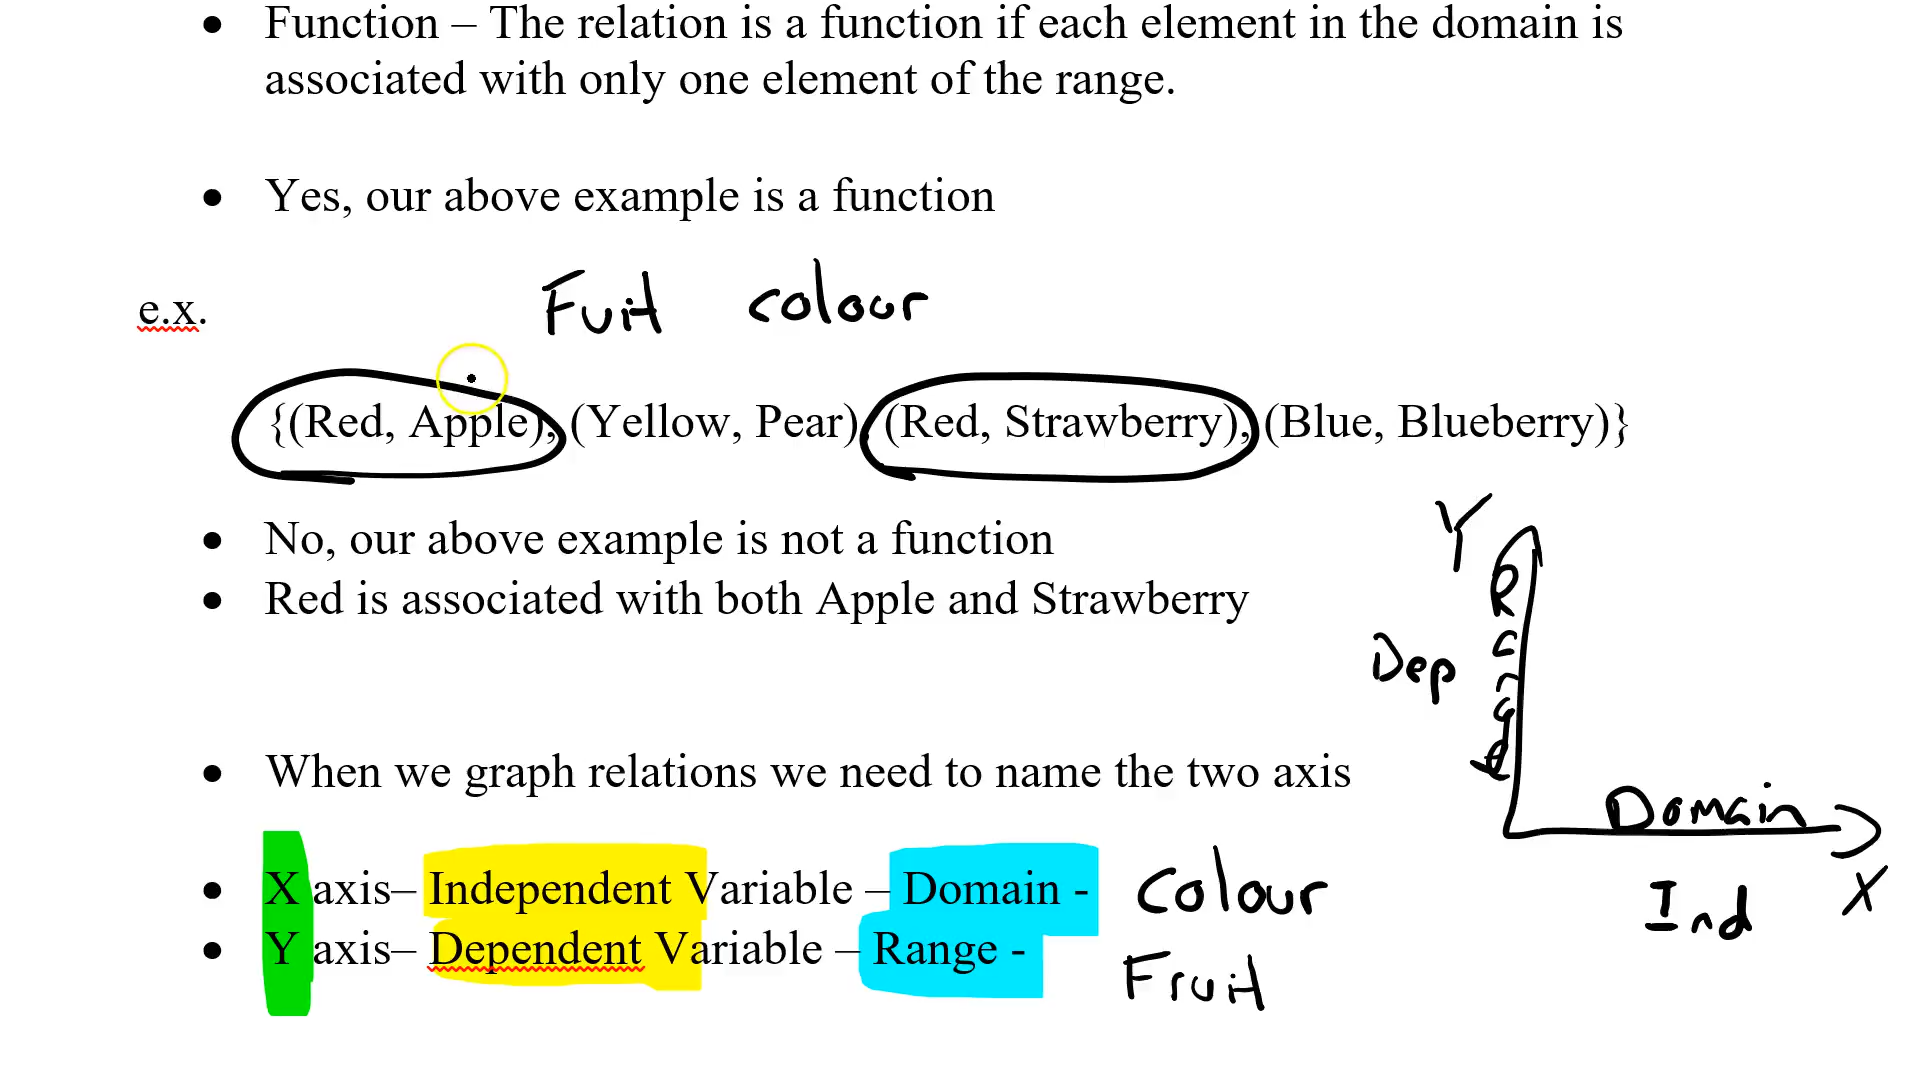 • Function – The relation is a function if each element in the domain is
associated with only one element of the range.
• Yes, our above example is a function
Fuit colour
e.x.
{(Red, Apple), (Yellow, Pear), (Red, Strawberry), (Blue, Blueberry)}
• No, our above example is not a function
• Red is associated with both Apple and Strawberry
Y
Range
Dep
• When we graph relations we need to name the two axis
Domain
X
Ind
• X axis– Independent Variable – Domain - Colour
• Y axis– Dependent Variable – Range - Fruit